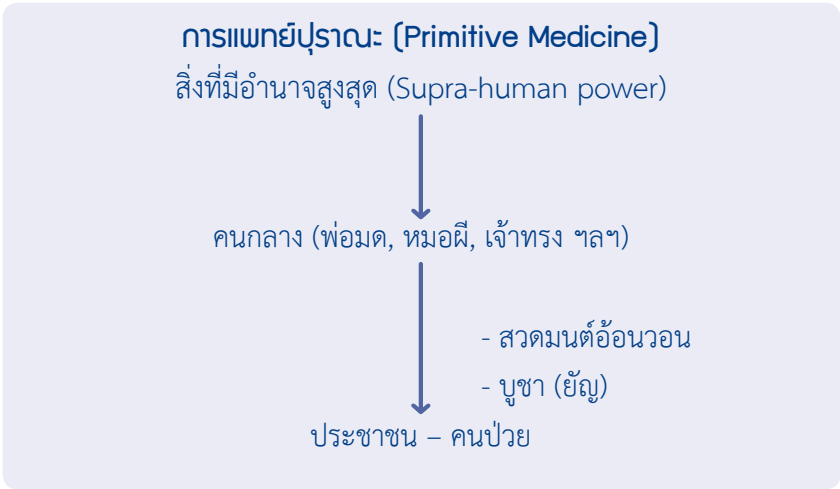 การแพทย์ปุราณะ (Primitive Medicine)
สิ่งที่มีอำนาจสูงสุด (Supra-human power)
คนกลาง (พ่อมด, หมอผี, เจ้าทรง ฯลฯ)
- สวดมนต์อ้อนวอน
- บูชา (ยัญ)
ประชาชน – คนป่วย